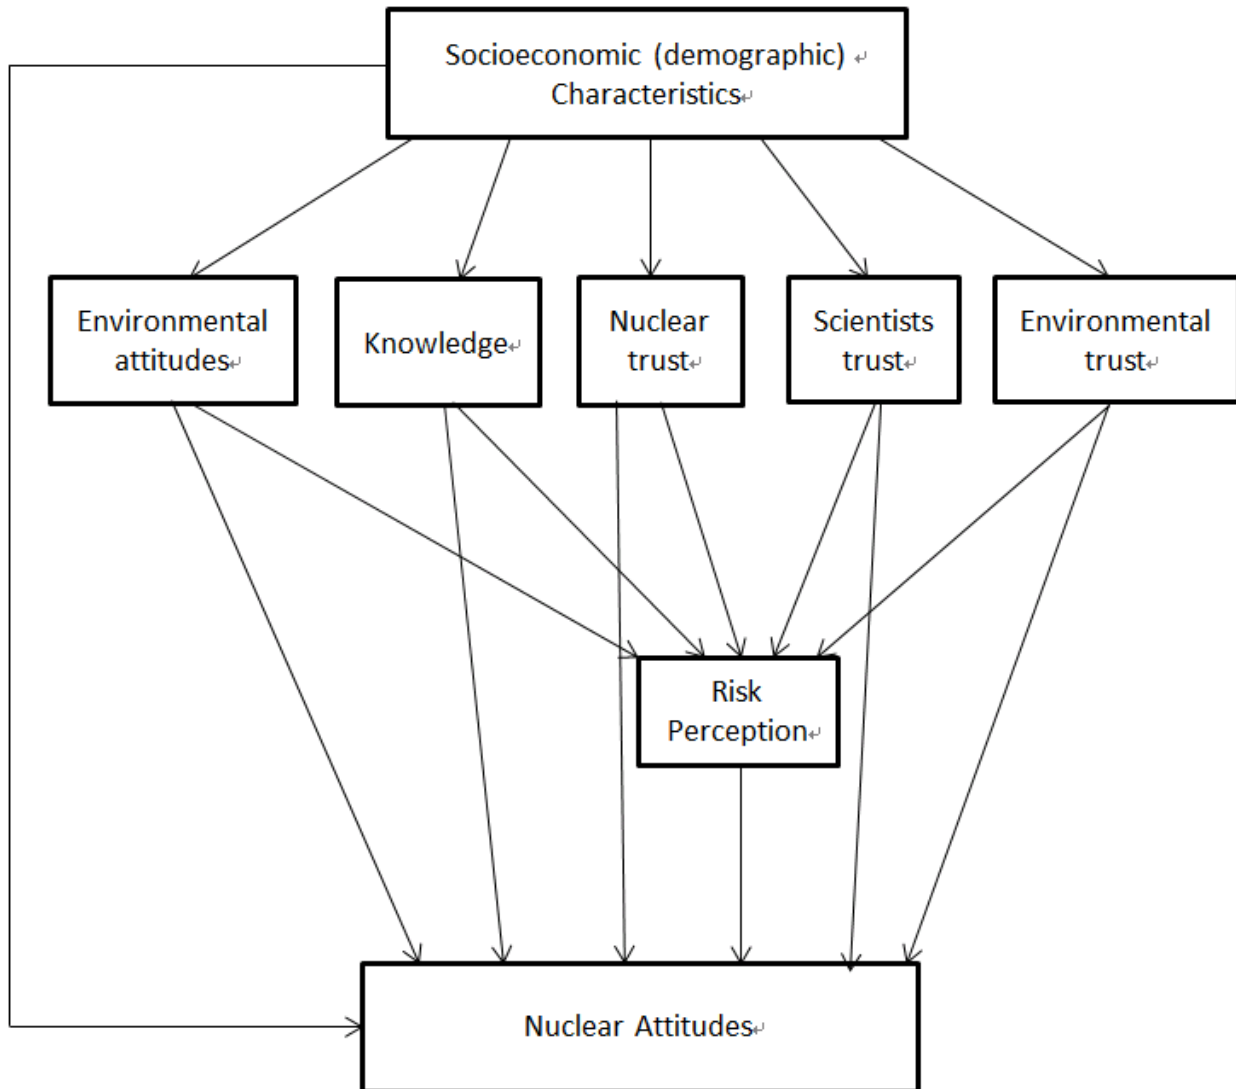 Socioeconomic (demographic)
Characteristics
Environmental
attitudes
Knowledge
Nuclear
trust
Scientists
trust
Environmental
trust
Risk
Perception
Nuclear Attitudes